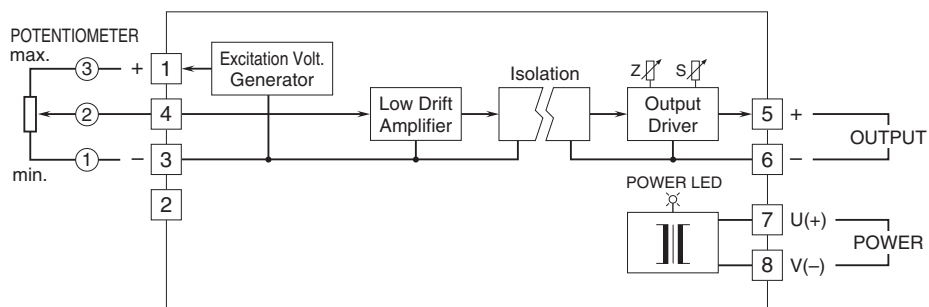 POTENTIOMETER
max.
3
+
1
Excitation Volt.
Generator
2
4
Low Drift
Amplifier
Isolation
Z
S
Output
Driver
5
+
OUTPUT
1
–
3
6
–
min.
2
POWER LED
7
U(+)
POWER
8
V(–)